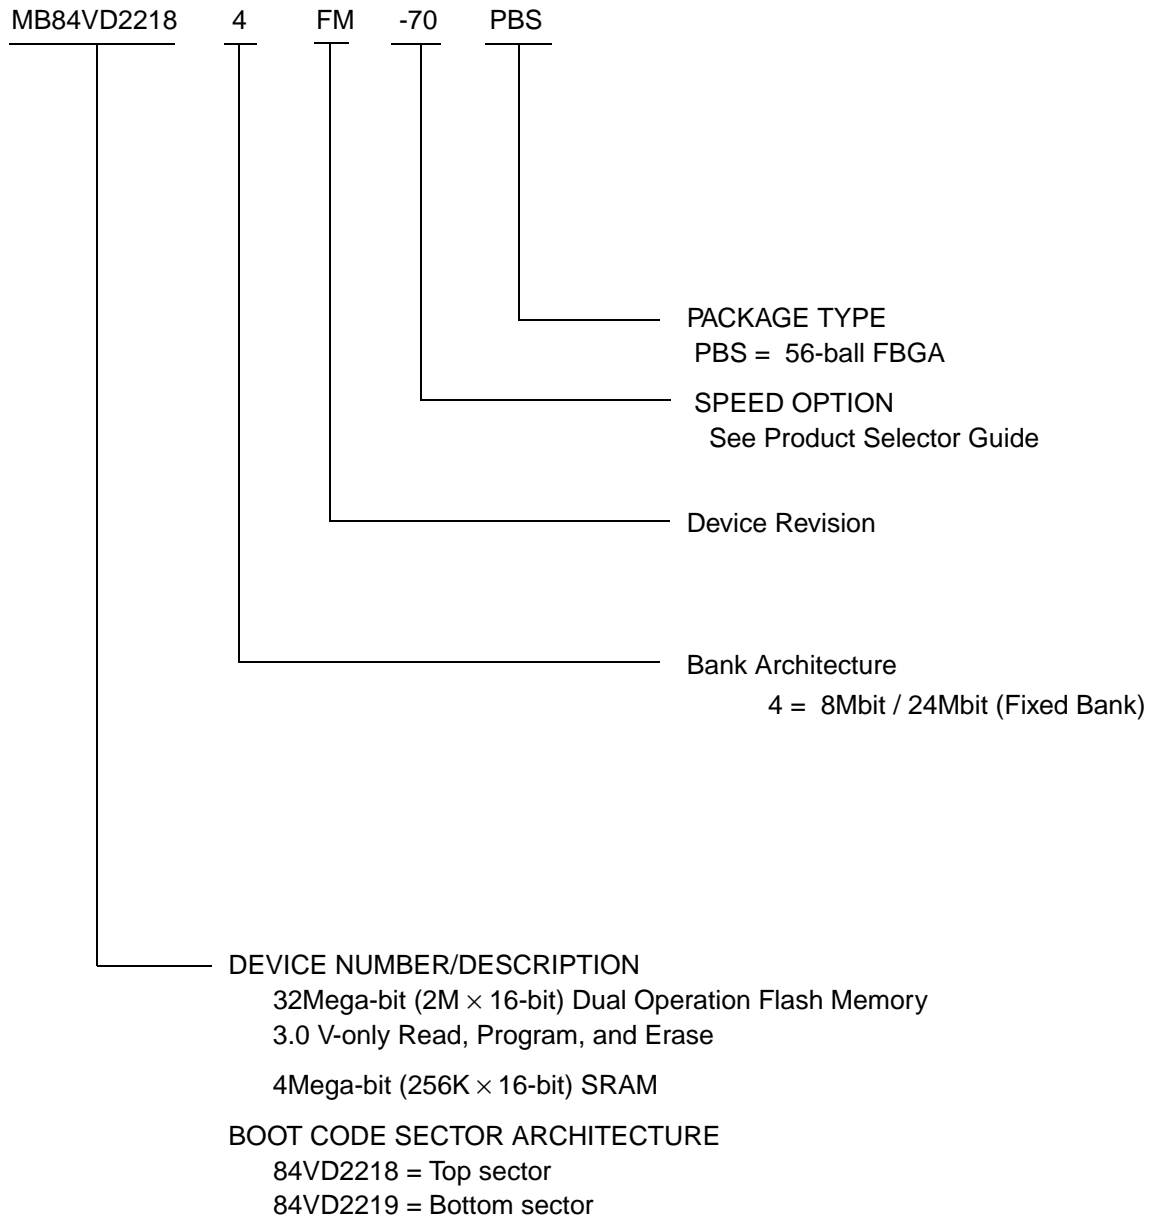 MB84VD2218 4 FM -70 PBS
PACKAGE TYPE
PBS = 56-ball FBGA
SPEED OPTION
See Product Selector Guide
Device Revision
Bank Architecture
4 = 8Mbit / 24Mbit (Fixed Bank)
DEVICE NUMBER/DESCRIPTION
32Mega-bit (2M × 16-bit) Dual Operation Flash Memory
3.0 V-only Read, Program, and Erase
4Mega-bit (256K × 16-bit) SRAM
BOOT CODE SECTOR ARCHITECTURE
84VD2218 = Top sector
84VD2219 = Bottom sector